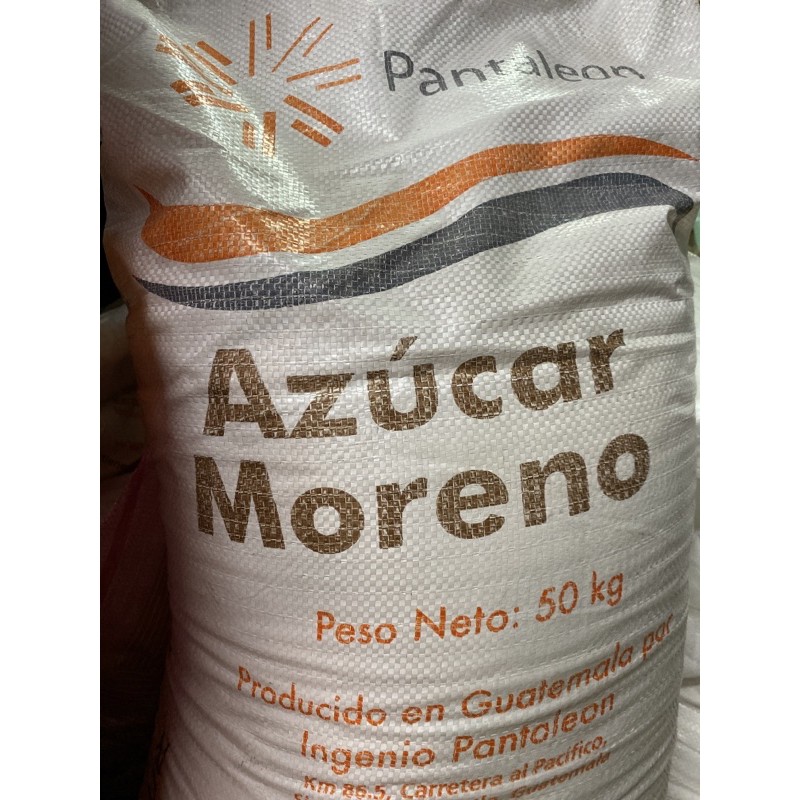 Pantaleon
Azúcar
Moreno
Peso Neto: 50 kg
Producido en Guatemala por
Ingenio Pantaleon
Km 86.5, Carretera al Pacífico,
Guatemala